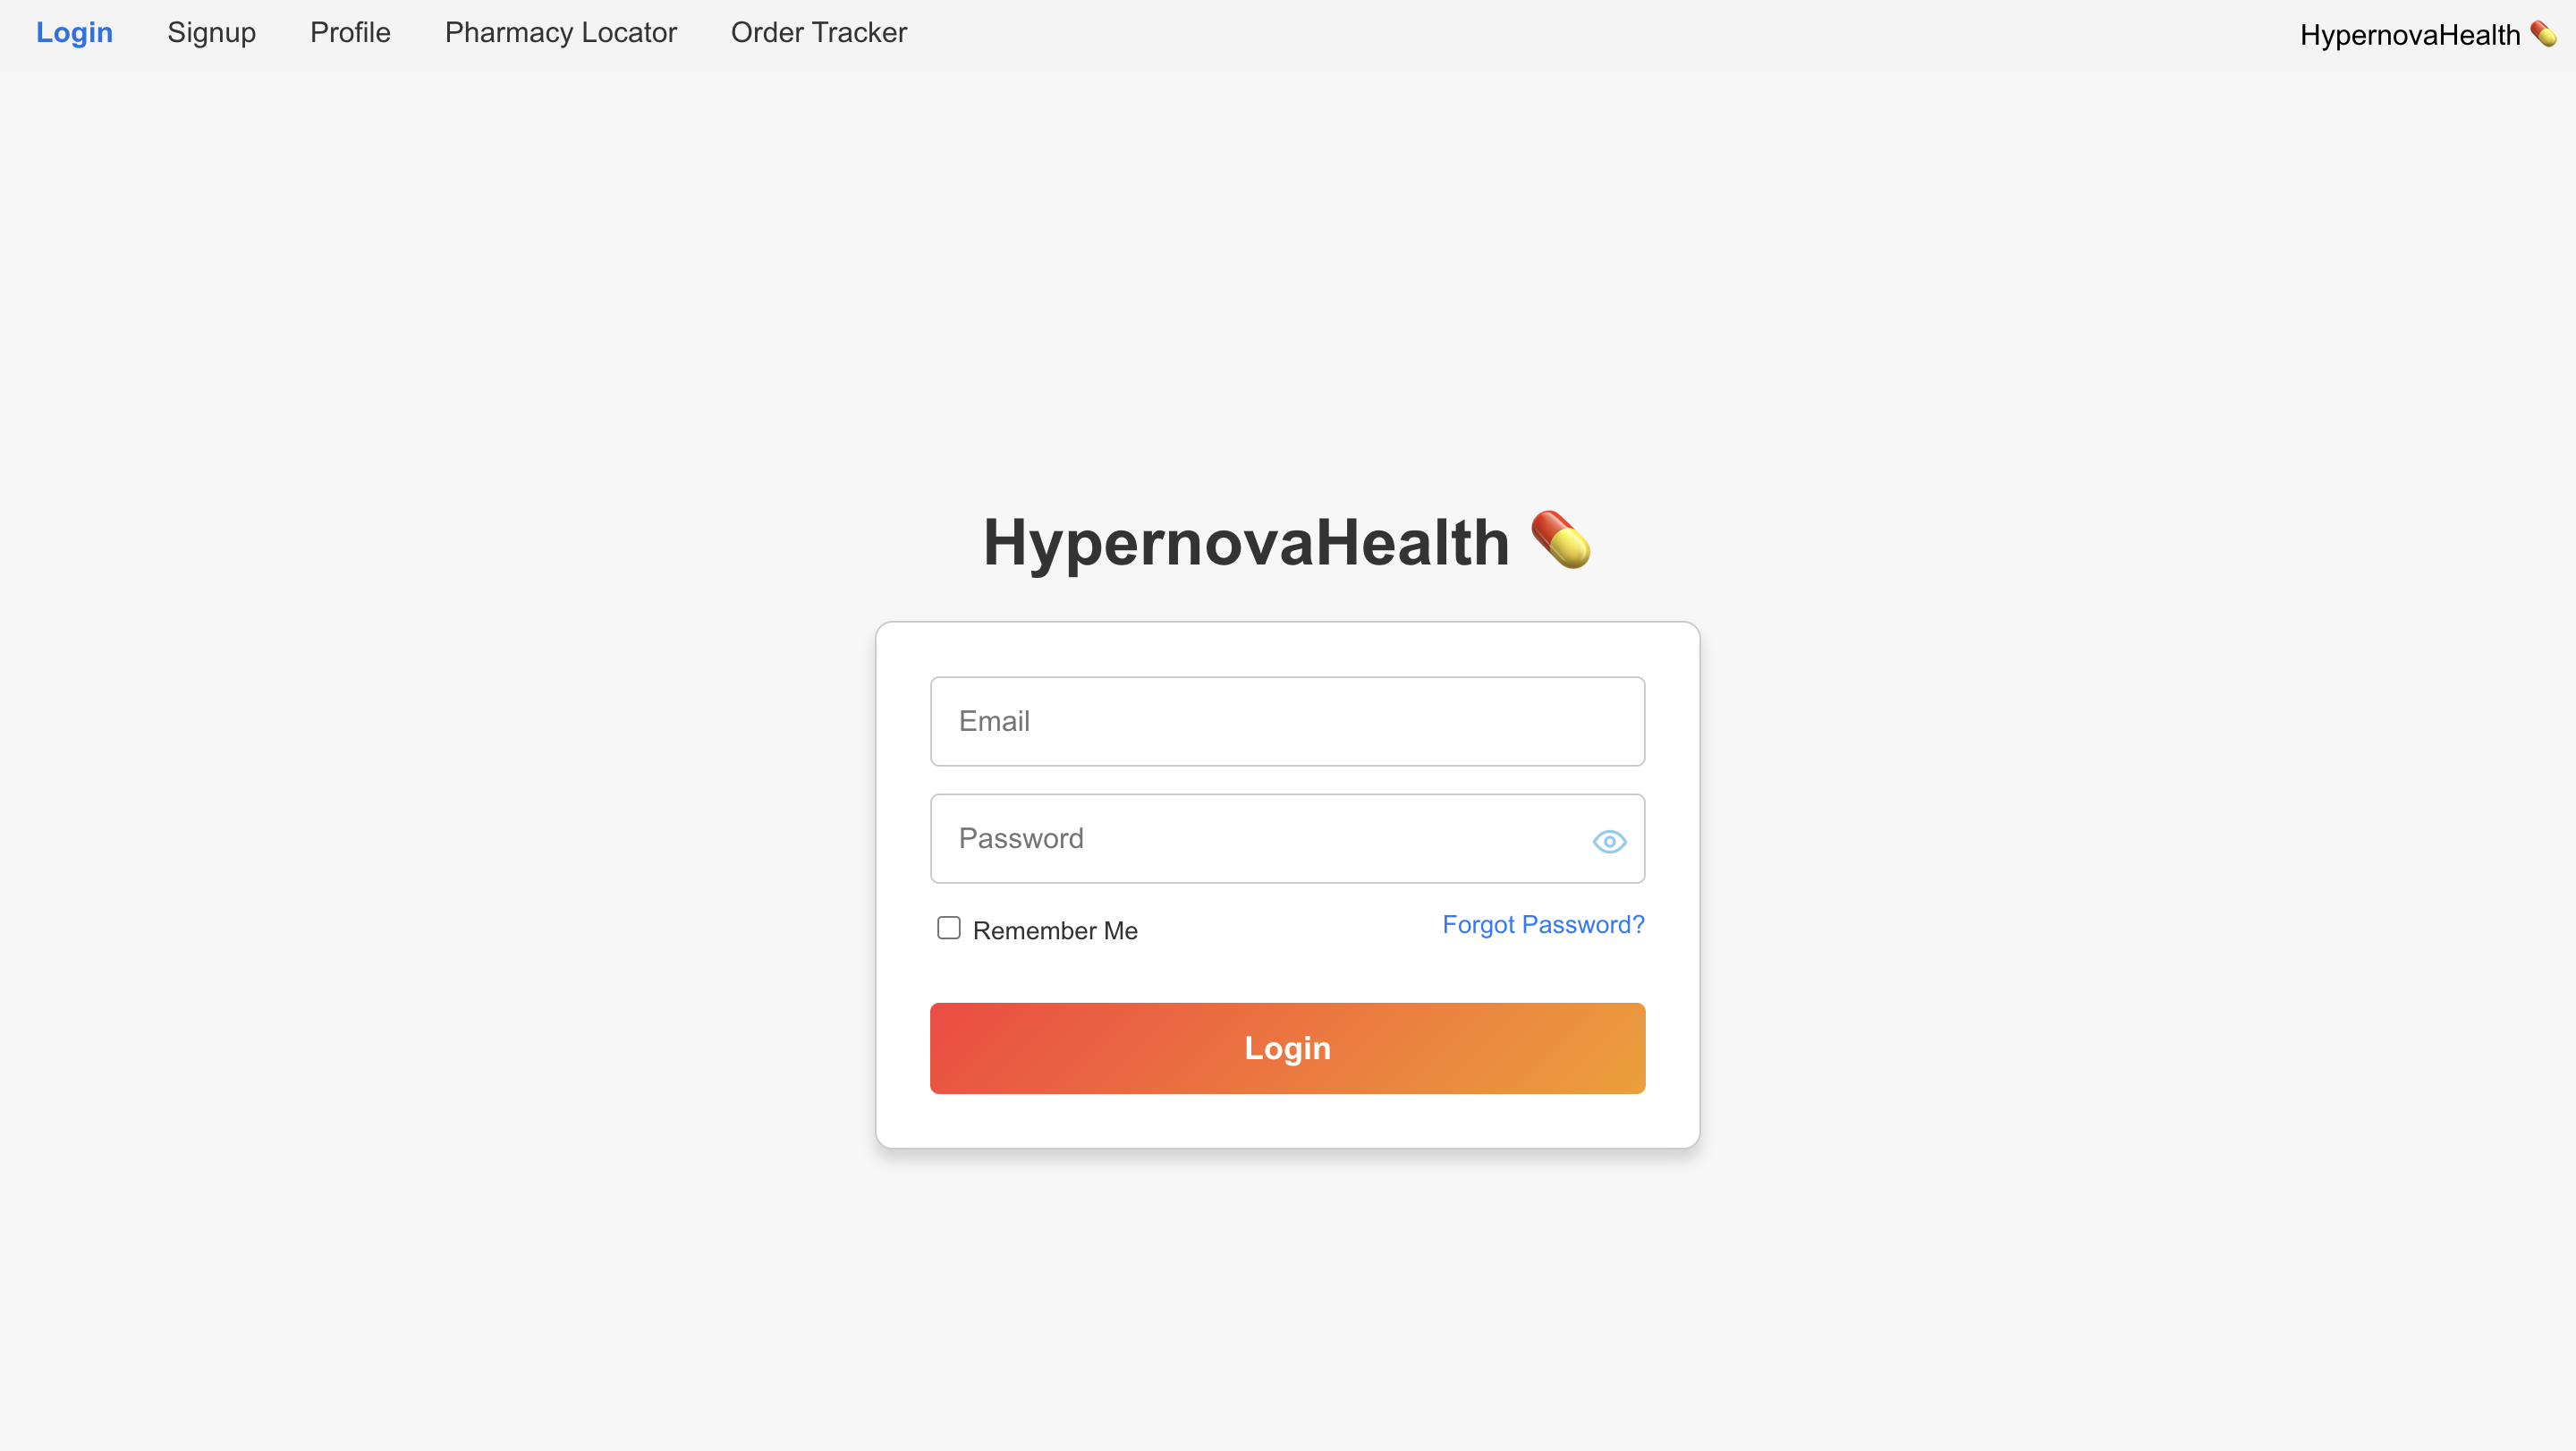 Login Signup Profile Pharmacy Locator Order Tracker HypernovaHealth 💊
HypernovaHealth 💊
Email
Password
Remember Me Forgot Password?
Login